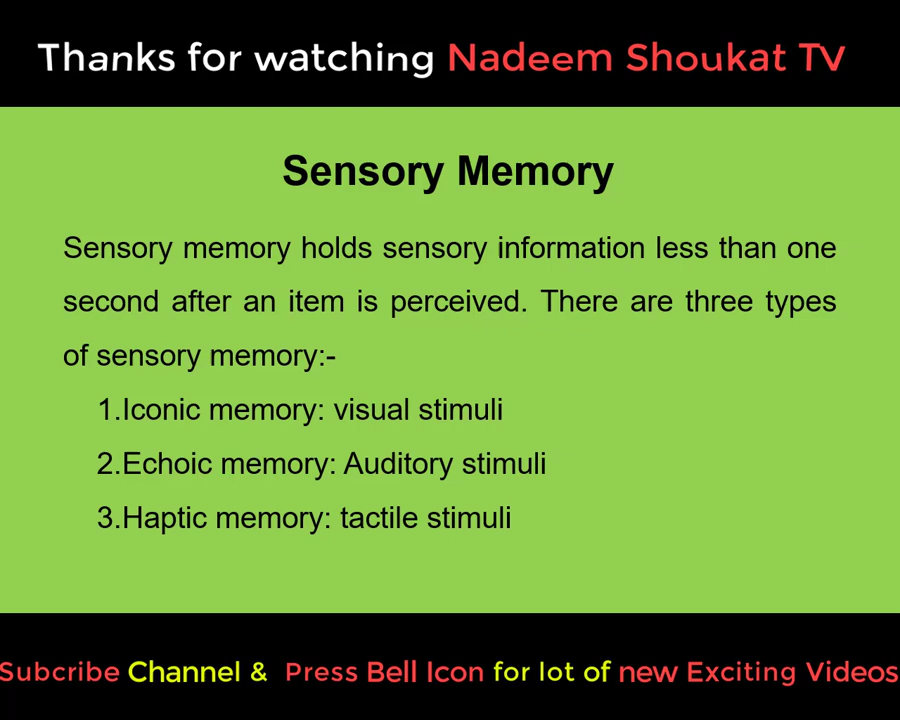 Thanks for watching Nadeem Shoukat TV
Sensory Memory
Sensory memory holds sensory information less than one
second after an item is perceived. There are three types
of sensory memory:-
1.Iconic memory: visual stimuli
2.Echoic memory: Auditory stimuli
3.Haptic memory: tactile stimuli
Subcribe Channel & Press Bell Icon for lot of new Exciting Videos